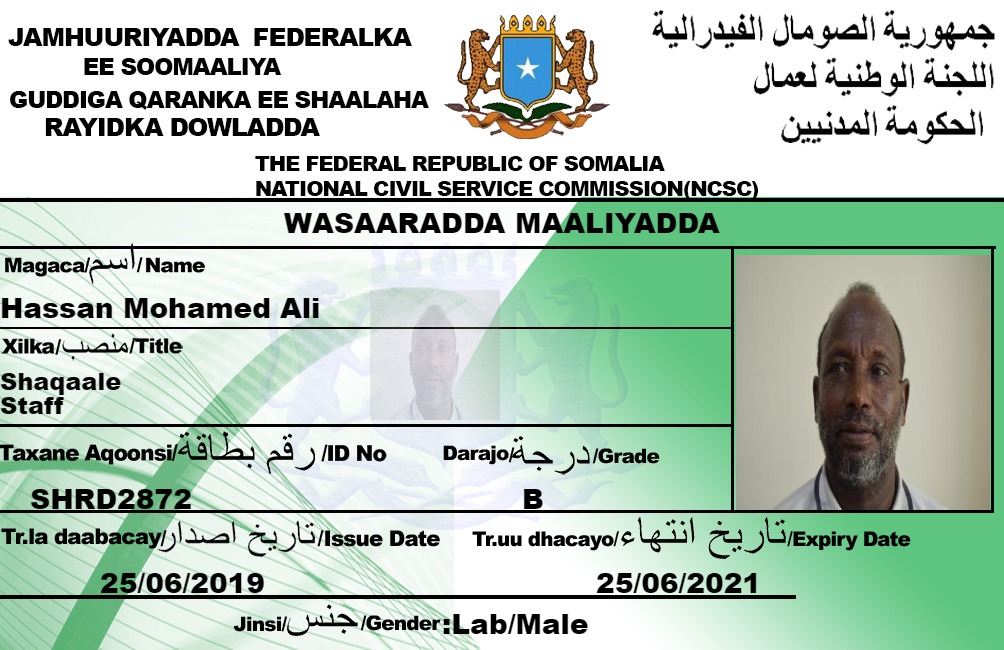 JAMHUURIYADDA FEDERALKA
EE SOOMAALIYA
GUDDIGA QARANKA EE SHAALAHA
RAYIDKA DOWLADDA
جمهورية الصومال الفيدرالية
اللجنة الوطنية لعمال
الحكومة المدنيين
THE FEDERAL REPUBLIC OF SOMALIA
NATIONAL CIVIL SERVICE COMMISSION(NCSC)
WASAARADDA MAALIYADDA
Magaca/اسم/Name
Hassan Mohamed Ali
Xilka/منصب/Title
Shaqaale
Staff
Taxane Aqoonsi/رقم بطاقة/ID No
SHRD2872
Darajo/درجة/Grade
B
Tr.la daabacay/تاريخ اصدار/Issue Date
25/06/2019
Tr.uu dhacayo/تاريخ انتهاء/Expiry Date
25/06/2021
Jinsi/جنس/Gender:Lab/Male